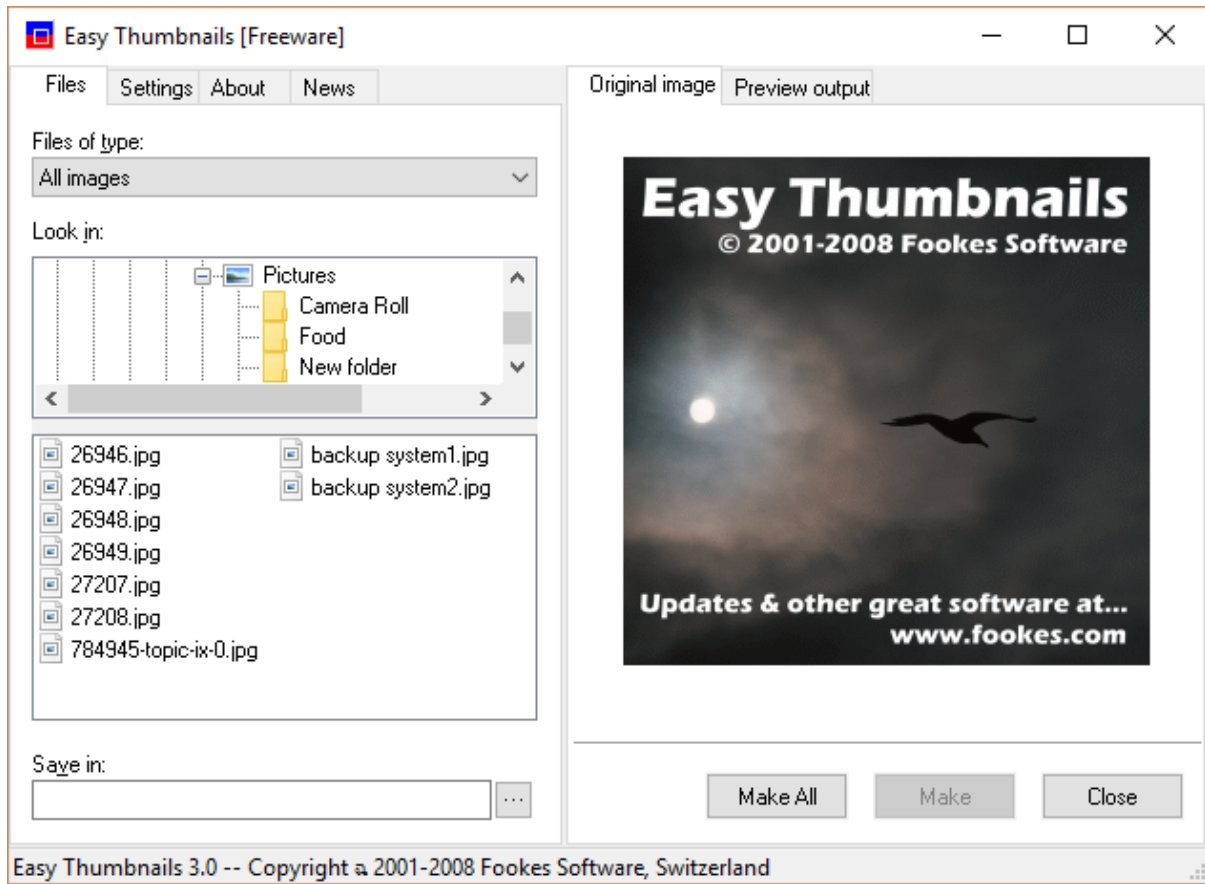 Easy Thumbnails [Freeware]
Files Settings About News
Files of type:
All images
Look in:
Pictures
Camera Roll
Food
New folder
26946.jpg
26947.jpg
26948.jpg
26949.jpg
27207.jpg
27208.jpg
784945-topic-ix-0.jpg
backup system1.jpg
backup system2.jpg
Save in:
...
Original image Preview output
Easy Thumbnails
© 2001-2008 Fookes Software
Updates & other great software at...
www.fookes.com
Make All Make Close
Easy Thumbnails 3.0 -- Copyright ฉ 2001-2008 Fookes Software, Switzerland